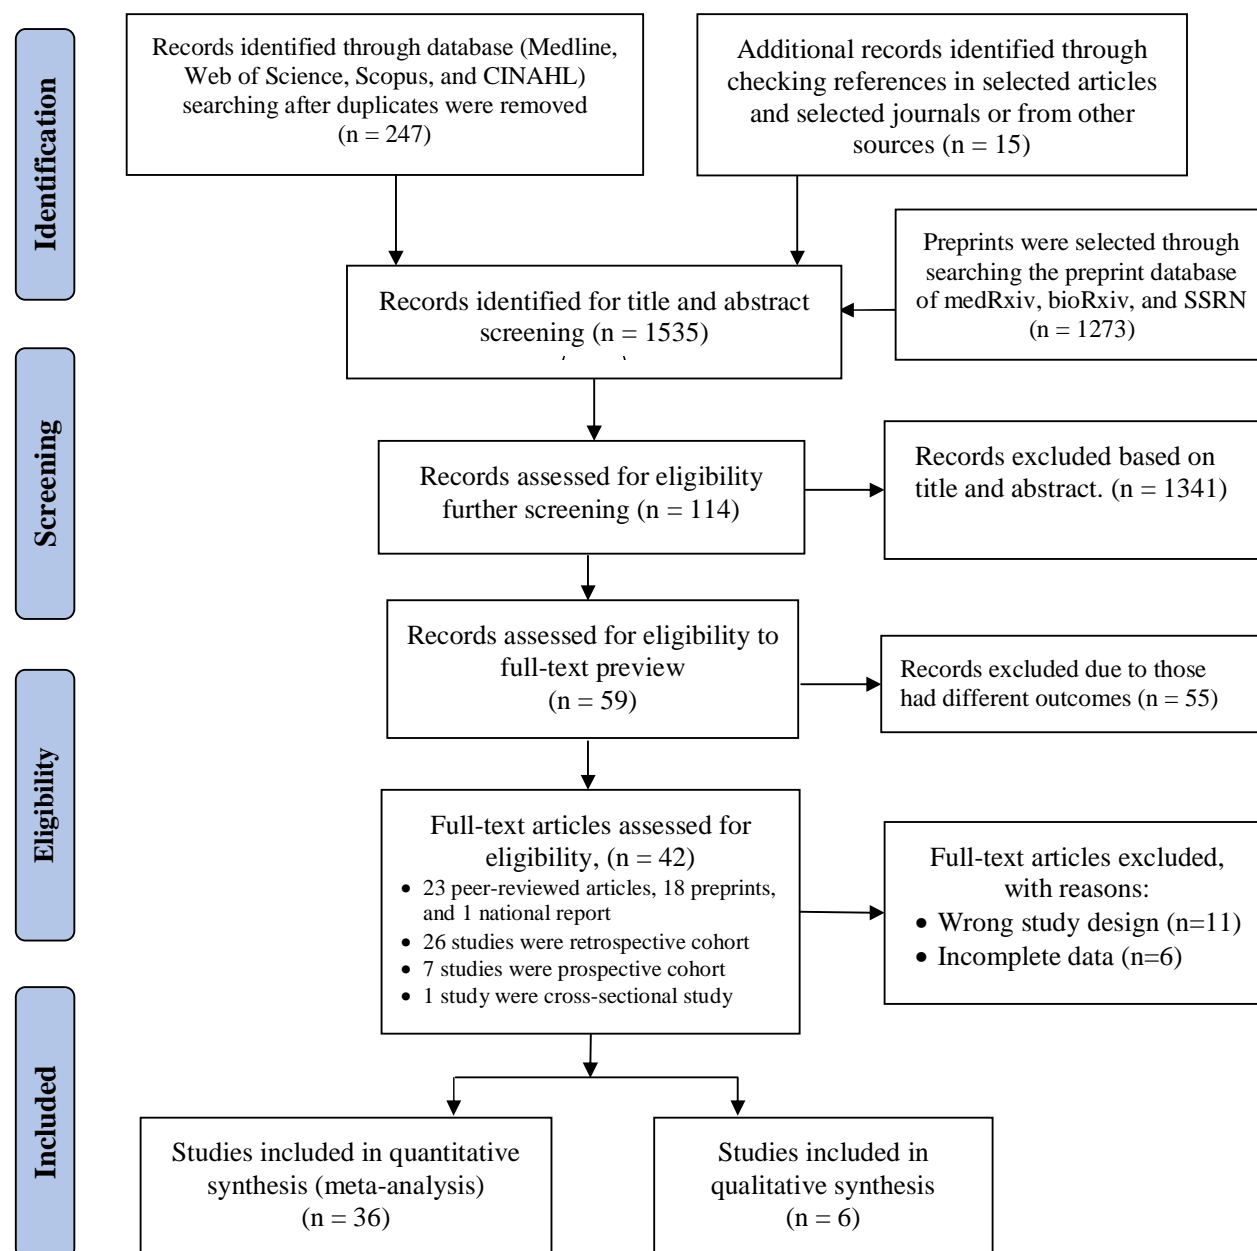 Identification
Records identified through database (Medline,
Web of Science, Scopus, and CINAHL)
searching after duplicates were removed
(n = 247)
Additional records identified through
checking references in selected articles
and selected journals or from other
sources (n = 15)
Preprints were selected through
searching the preprint database
of medRxiv, bioRxiv, and SSRN
(n = 1273)
Records identified for title and abstract
screening (n = 1535)
Screening
Records assessed for eligibility
further screening (n = 114)
Records excluded based on
title and abstract. (n = 1341)
Records assessed for eligibility to
full-text preview
(n = 59)
Records excluded due to those
had different outcomes (n = 55)
Eligibility
Full-text articles assessed for
eligibility, (n = 42)
• 23 peer-reviewed articles, 18 preprints,
and 1 national report
• 26 studies were retrospective cohort
• 7 studies were prospective cohort
• 1 study were cross-sectional study
Full-text articles excluded,
with reasons:
• Wrong study design (n=11)
• Incomplete data (n=6)
Included
Studies included in quantitative
synthesis (meta-analysis)
(n = 36)
Studies included in
qualitative synthesis
(n = 6)